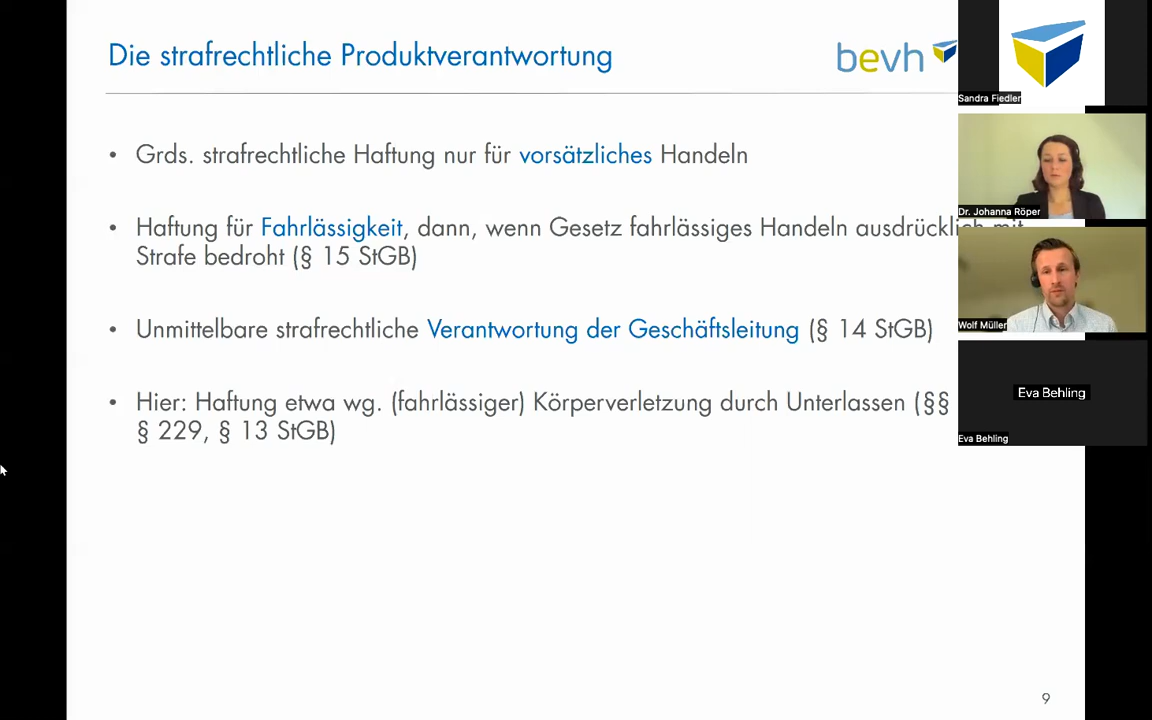 Die strafrechtliche Produktverantwortung
bevh
• Grds. strafrechtliche Haftung nur für vorsätzliches Handeln
• Haftung für Fahrlässigkeit, dann, wenn Gesetz fahrlässiges Handeln ausdrücklich mit
Strafe bedroht (§ 15 StGB)
• Unmittelbare strafrechtliche Verantwortung der Geschäftsleitung (§ 14 StGB)
• Hier: Haftung etwa wg. (fahrlässiger) Körperverletzung durch Unterlassen (§§
§ 229, § 13 StGB)
9
Sandra Fiedler
Dr. Johanna Röper
Wolf Müller
Eva Behling
Eva Behling